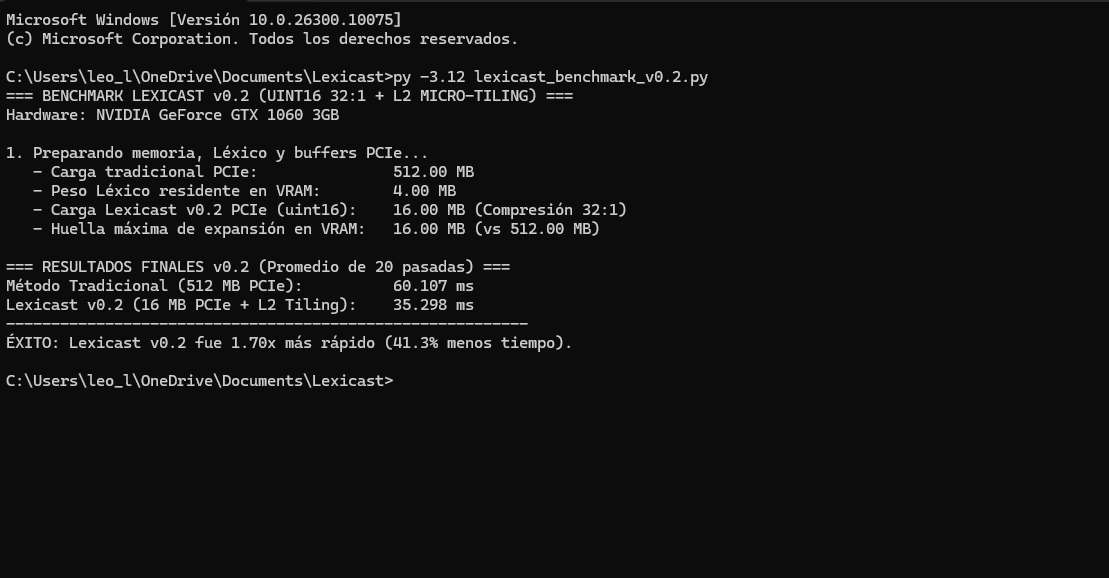 Microsoft Windows [Versión 10.0.26300.10075]
(c) Microsoft Corporation. Todos los derechos reservados.
C:\Users\leo_l\OneDrive\Documents\Lexicast>py -3.12 lexicast_benchmark_v0.2.py
=== BENCHMARK LEXICAST v0.2 (UINT16 32:1 + L2 MICRO-TILING) ===
Hardware: NVIDIA GeForce GTX 1060 3GB
1. Preparando memoria, Léxico y buffers PCIe...
   - Carga tradicional PCIe:               512.00 MB
   - Peso Léxico residente en VRAM:        4.00 MB
   - Carga Lexicast v0.2 PCIe (uint16):    16.00 MB (Compresión 32:1)
   - Huella máxima de expansión en VRAM:   16.00 MB (vs 512.00 MB)
=== RESULTADOS FINALES v0.2 (Promedio de 20 pasadas) ===
Método Tradicional (512 MB PCIe):          60.107 ms
Lexicast v0.2 (16 MB PCIe + L2 Tiling):    35.298 ms
----------------------------------------------------------
ÉXITO: Lexicast v0.2 fue 1.70x más rápido (41.3% menos tiempo).
C:\Users\leo_l\OneDrive\Documents\Lexicast>